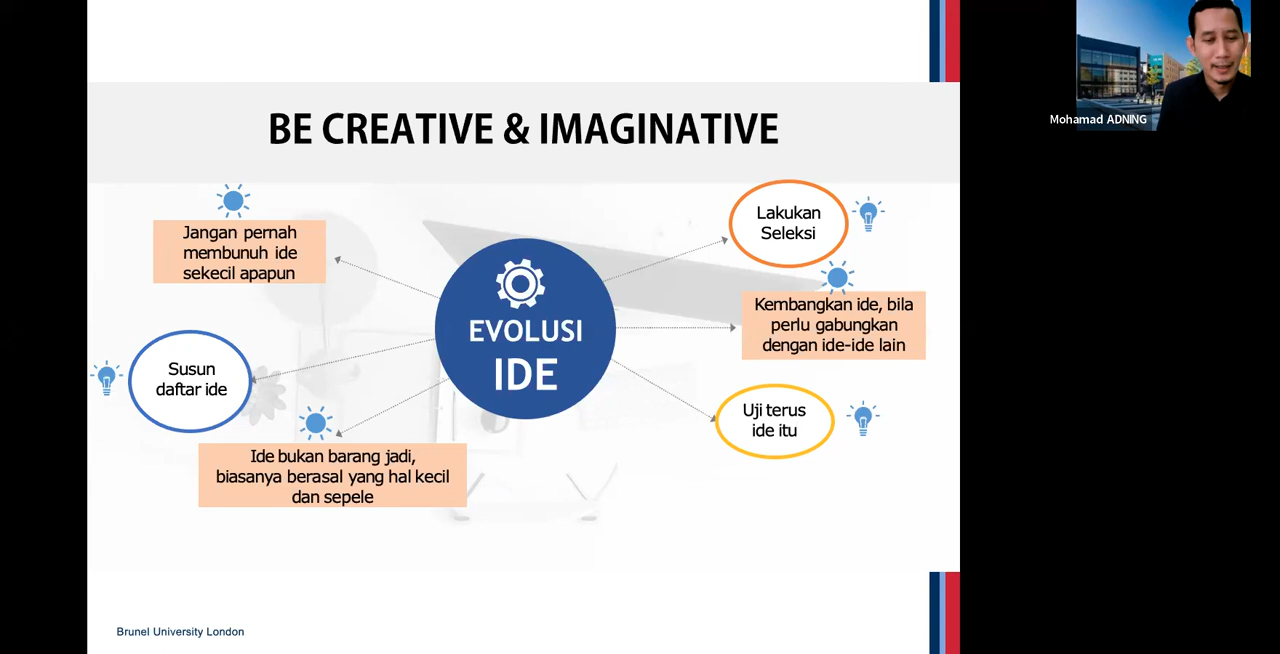 BE CREATIVE & IMAGINATIVE
Mohamad ADNING
Jangan pernah
membunuh ide
sekecil apapun
Lakukan
Seleksi
EVOLUSI
IDE
Kembangkan ide, bila
perlu gabungkan
dengan ide-ide lain
Susun
daftar ide
Uji terus
ide itu
Ide bukan barang jadi,
biasanya berasal yang hal kecil
dan sepele
Brunel University London